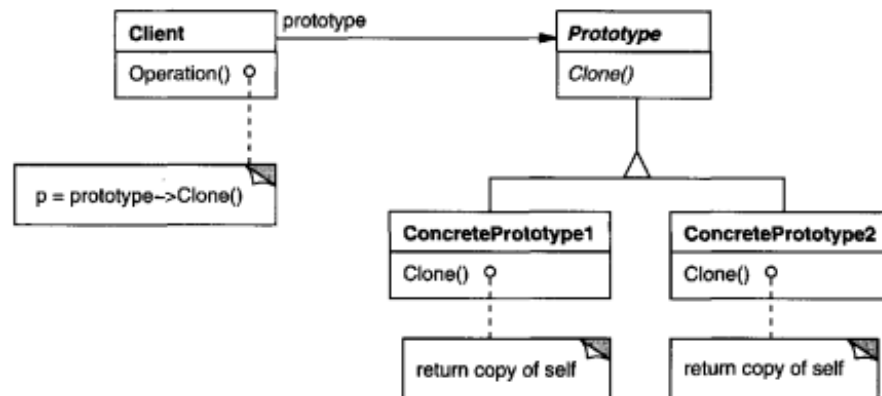 Client
Operation()
prototype
Prototype
Clone()
p = prototype->Clone()
ConcretePrototype1
Clone()
return copy of self
ConcretePrototype2
Clone()
return copy of self